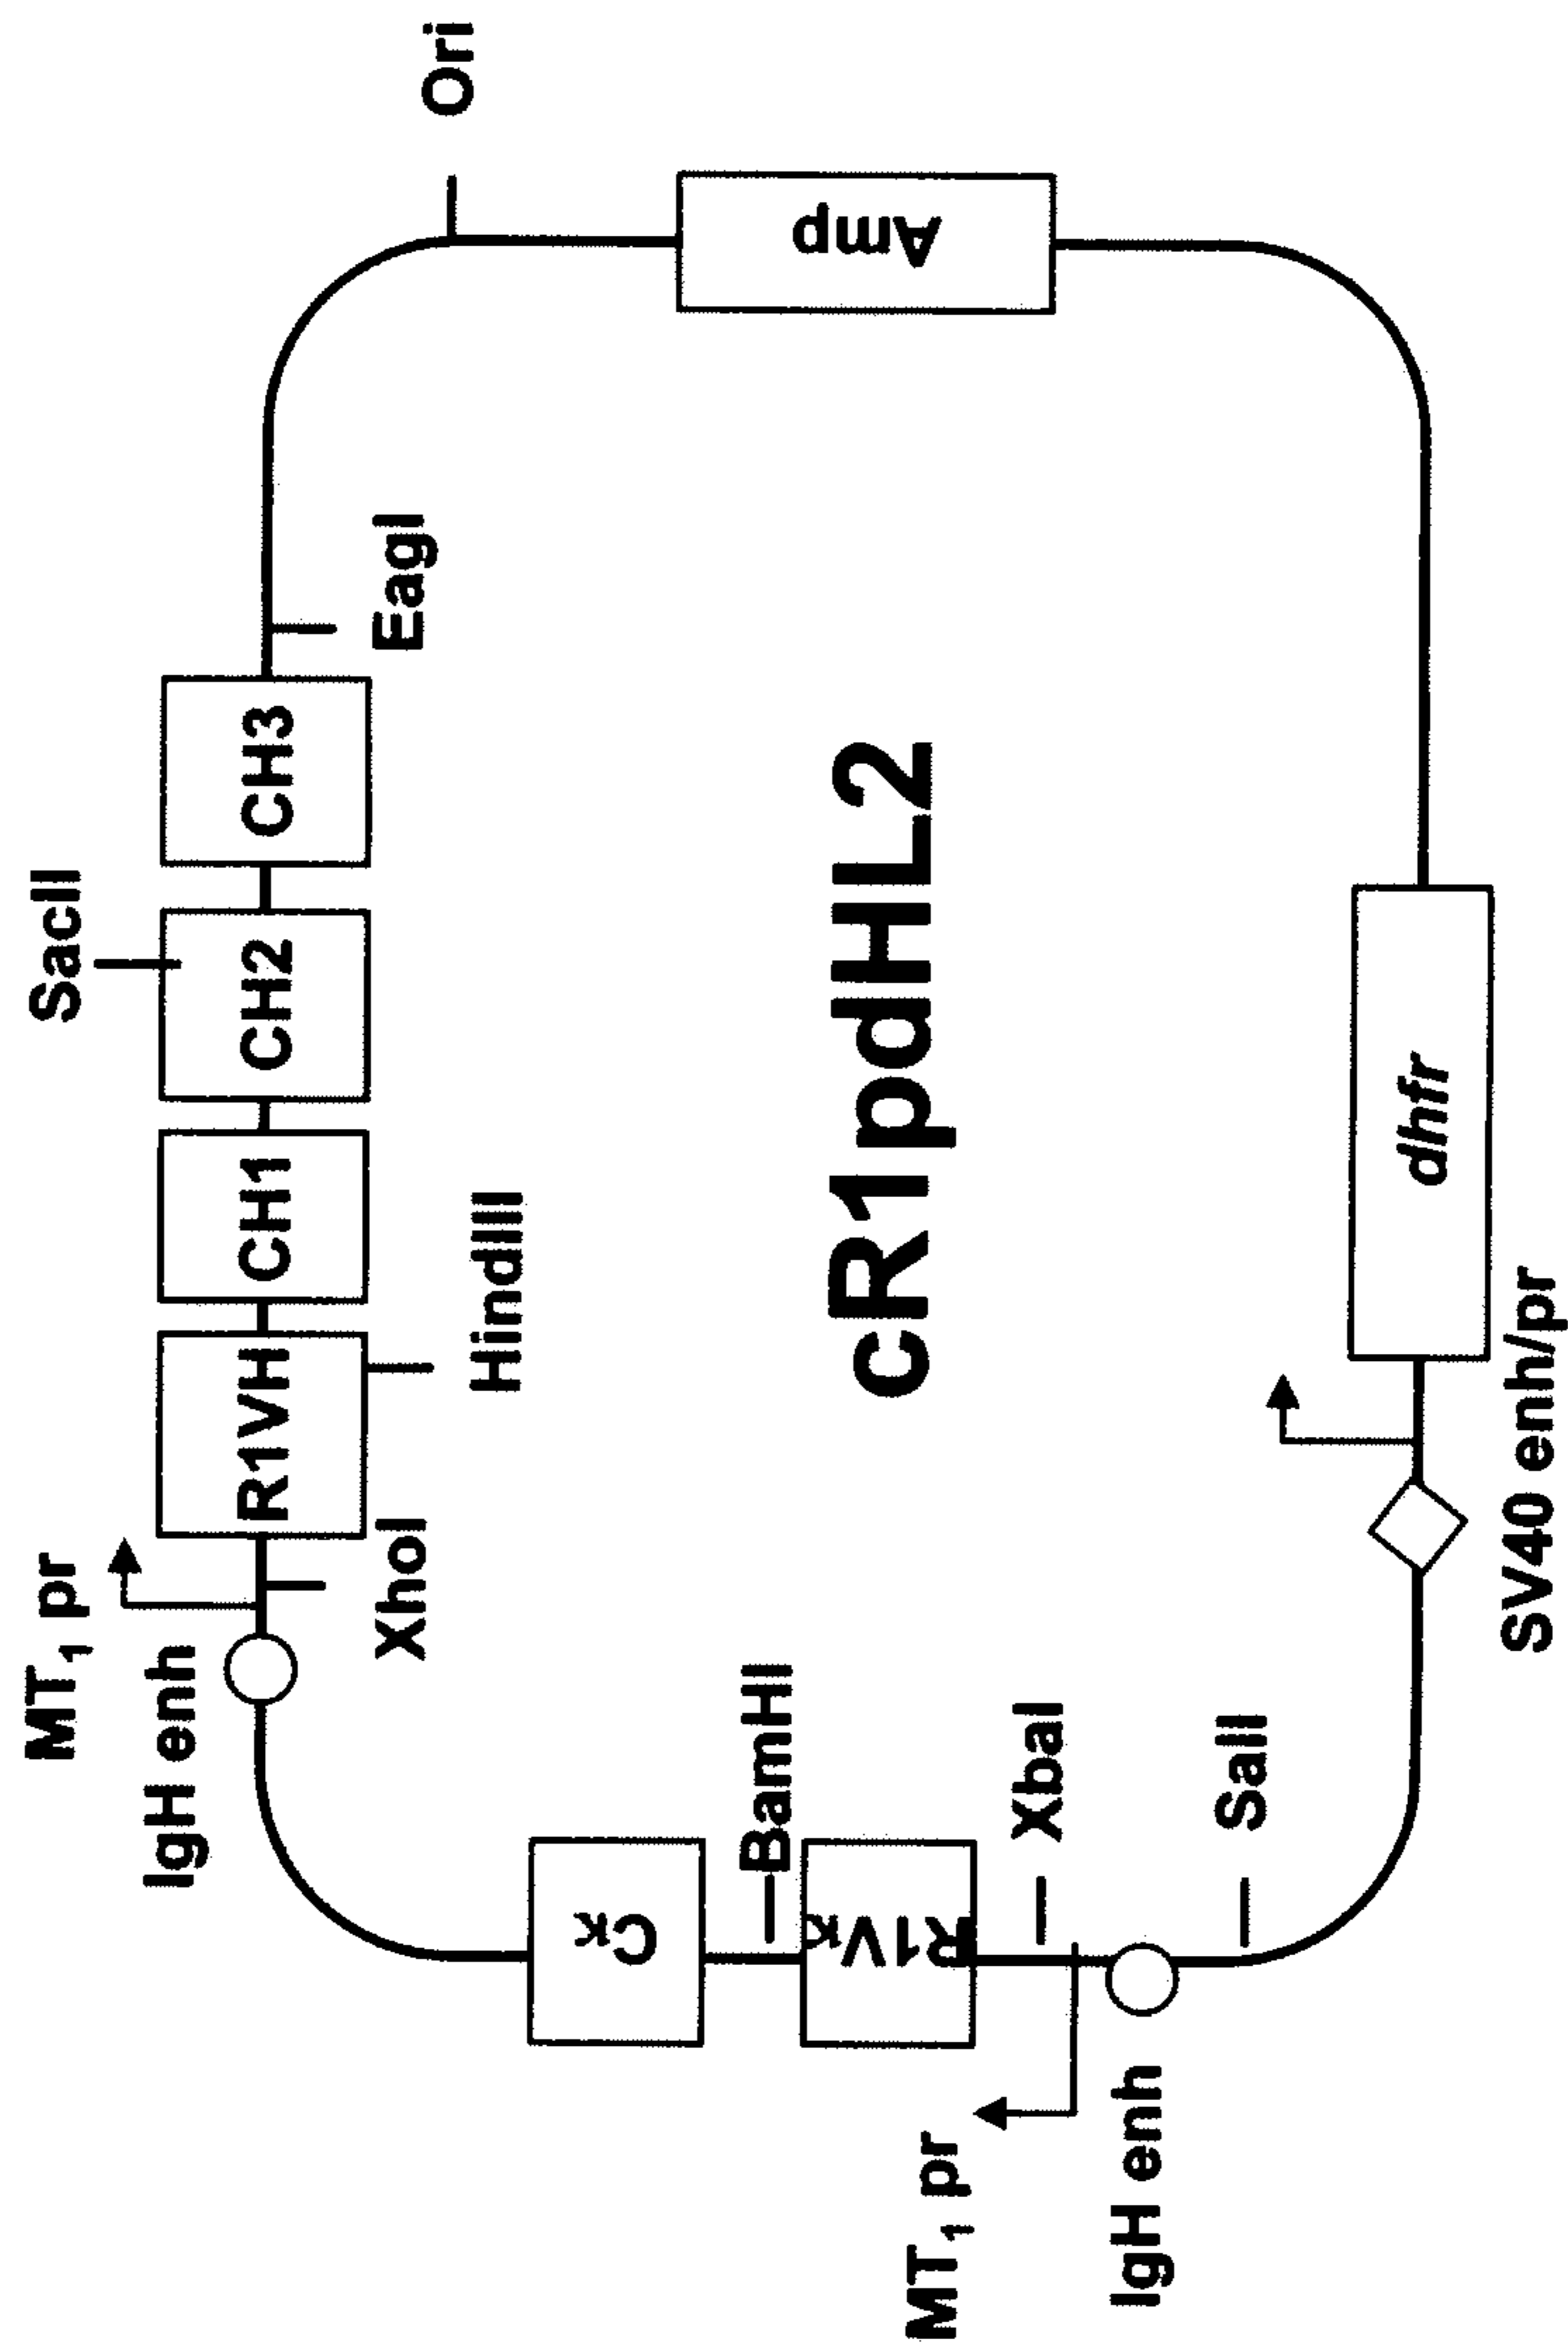 MT1 pr
SacII
IgH enh
R1VH
CH1
CH2
CH3
XhoI
HindIII
EagI
Ori
Cκ
BamHI
R1Vκ
XbaI
SalI
MT1 pr
IgH enh
cR1pdHL2
Amp
dhfr
SV40 enh/pr